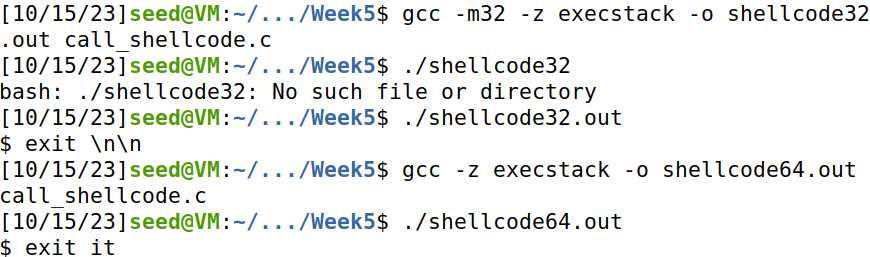 [10/15/23]seed@VM:~/.../Week5$ gcc -m32 -z execstack -o shellcode32
.out call_shellcode.c
[10/15/23]seed@VM:~/.../Week5$ ./shellcode32
bash: ./shellcode32: No such file or directory
[10/15/23]seed@VM:~/.../Week5$ ./shellcode32.out
$ exit \n\n
[10/15/23]seed@VM:~/.../Week5$ gcc -z execstack -o shellcode64.out
call_shellcode.c
[10/15/23]seed@VM:~/.../Week5$ ./shellcode64.out
$ exit it